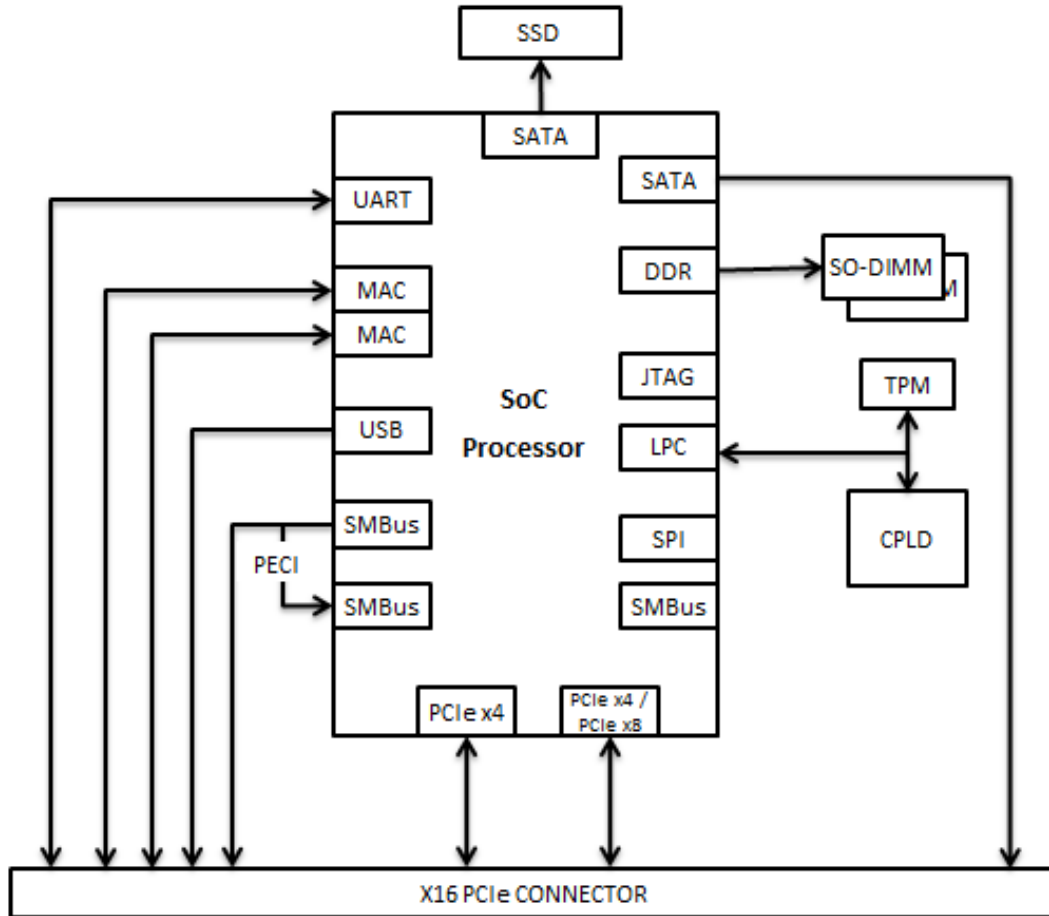 SSD
SATA
UART
SATA
MAC
DDR
SO-DIMM
M
MAC
JTAG
TPM
SoC
Processor
USB
LPC
SMBus
SPI
CPLD
PECI
SMBus
SMBus
PCIe x4
PCIe x4 /
PCIe x8
X16 PCIe CONNECTOR